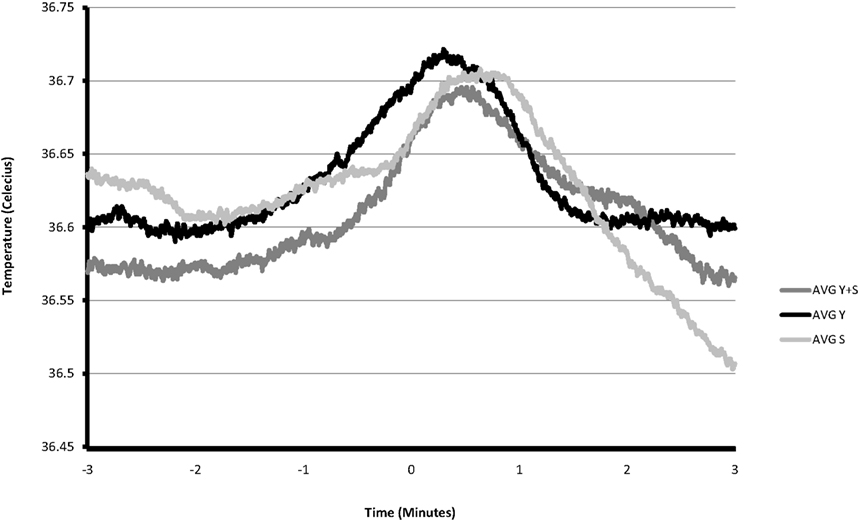 36.75
36.7
36.65
36.6
36.55
36.5
36.45
Temperature (Celecius)
-3 -2 -1 0 1 2 3
Time (Minutes)
AVG Y+S
AVG Y
AVG S